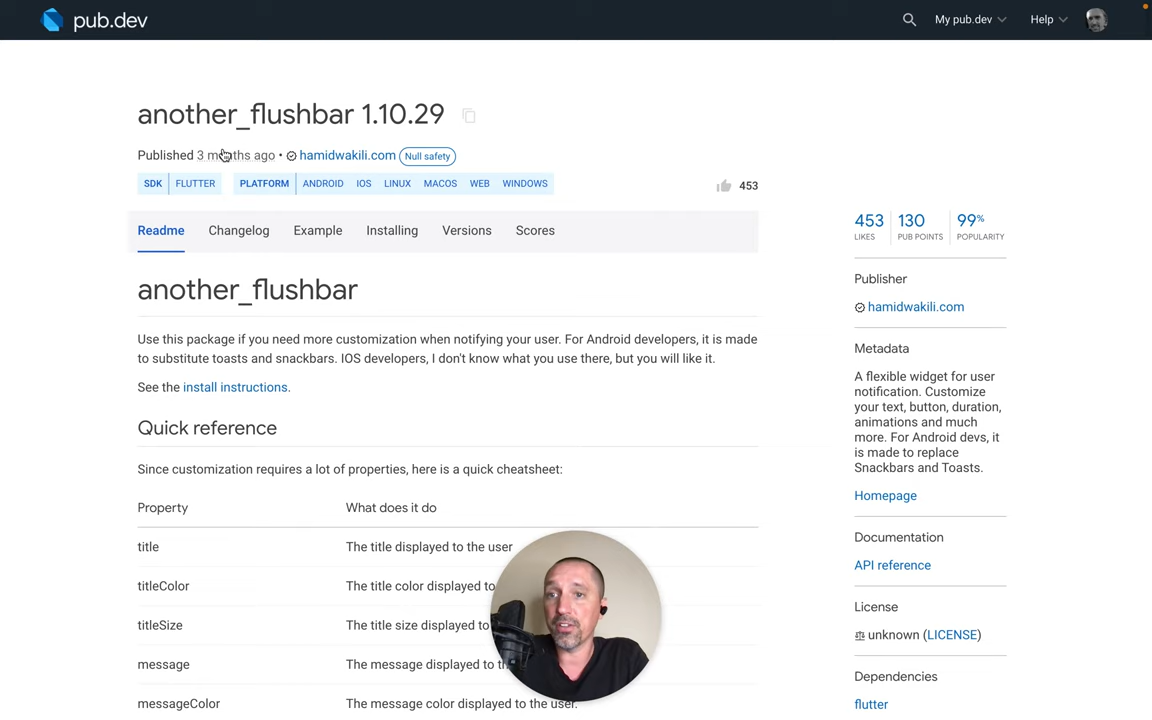 pub.dev
My pub.dev
Help
another_flushbar 1.10.29
Published 3 months ago • hamidwakili.com Null safety
SDK FLUTTER PLATFORM ANDROID IOS LINUX MACOS WEB WINDOWS
453
Readme Changelog Example Installing Versions Scores
another_flushbar
Use this package if you need more customization when notifying your user. For Android developers, it is made
to substitute toasts and snackbars. IOS developers, I don't know what you use there, but you will like it.
See the install instructions.
Quick reference
Since customization requires a lot of properties, here is a quick cheatsheet:
Property What does it do
title The title displayed to the user
titleColor The title color displayed to
titleSize The title size displayed to
message The message displayed to
messageColor The message color displayed to the user.
453 130 99%
LIKES PUB POINTS POPULARITY
Publisher
hamidwakili.com
Metadata
A flexible widget for user
notification. Customize
your text, button, duration,
animations and much
more. For Android devs, it
is made to replace
Snackbars and Toasts.
Homepage
Documentation
API reference
License
unknown (LICENSE)
Dependencies
flutter